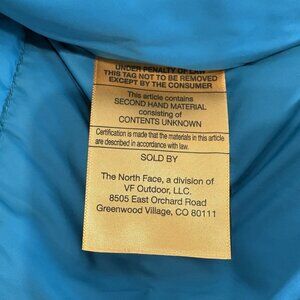 UNDER PENALTY OF LAW
THIS TAG NOT TO BE REMOVED
EXCEPT BY THE CONSUMER
This article contains
SECOND HAND MATERIAL
consisting of
CONTENTS UNKNOWN
Certification is made that the materials in this article
are described in accordance with law.
SOLD BY
The North Face, a division of
VF Outdoor, LLC.
8505 East Orchard Road
Greenwood Village, CO 80111